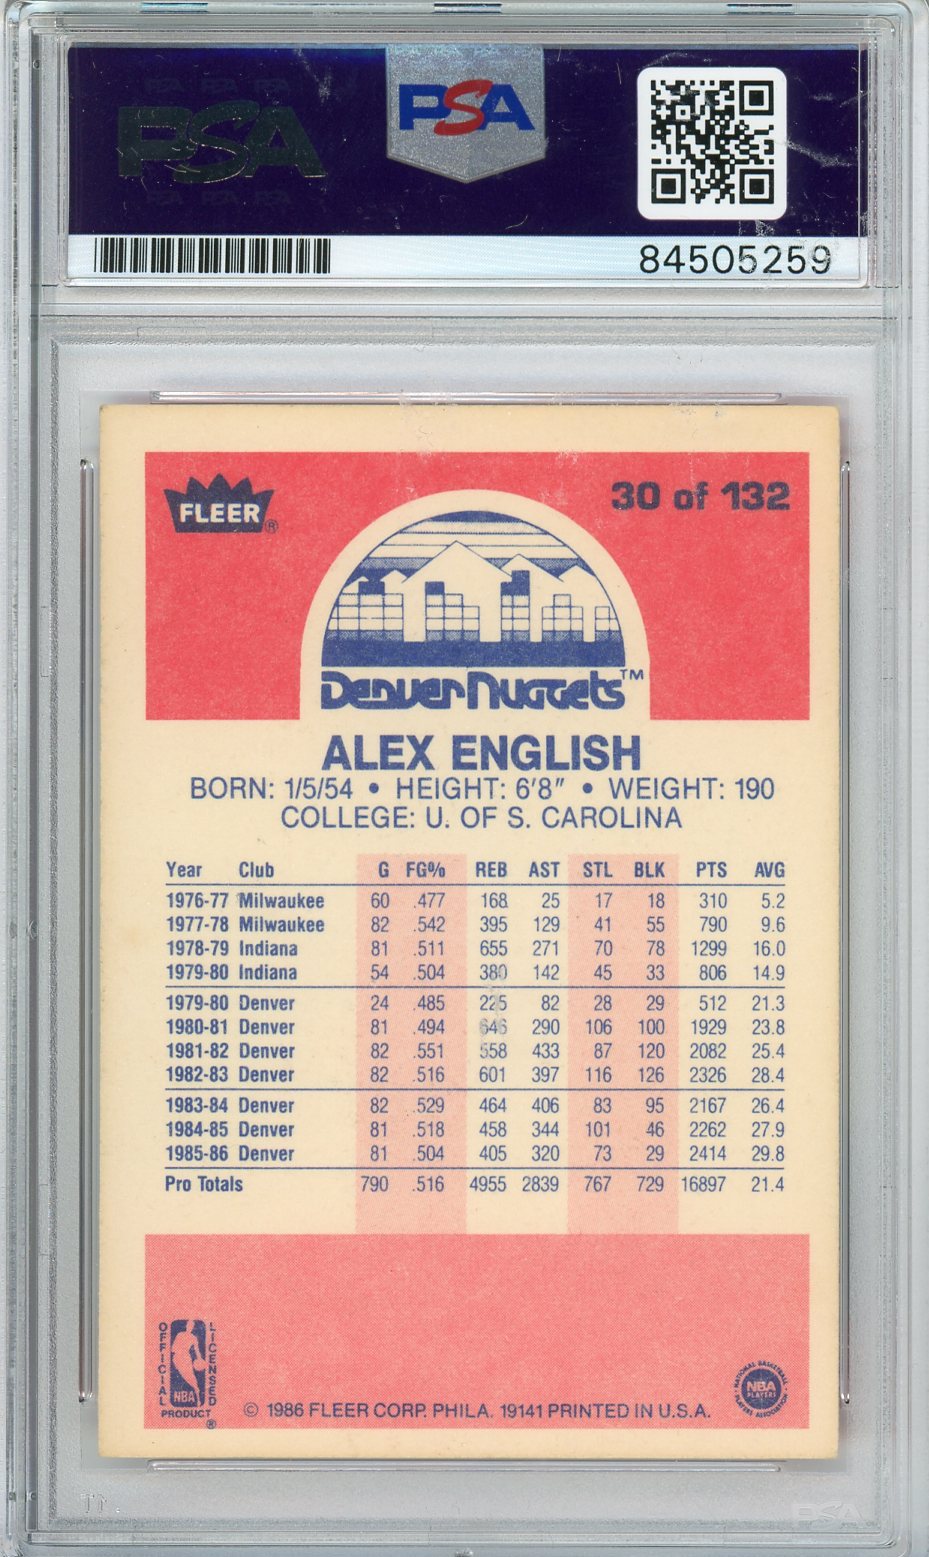 PSA
PSA
84505259
FLEER®
30 of 132
Denver Nuggets™
ALEX ENGLISH
BORN: 1/5/54 • HEIGHT: 6'8" • WEIGHT: 190
COLLEGE: U. OF S. CAROLINA
Year Club G FG% REB AST STL BLK PTS AVG
1976-77 Milwaukee 60 .477 168 25 17 18 310 5.2
1977-78 Milwaukee 82 .542 395 129 41 55 790 9.6
1978-79 Indiana 81 .511 655 271 70 78 1299 16.0
1979-80 Indiana 54 .504 380 142 45 33 806 14.9
1979-80 Denver 24 .485 225 82 28 29 512 21.3
1980-81 Denver 81 .494 646 290 106 100 1929 23.8
1981-82 Denver 82 .551 558 433 87 120 2082 25.4
1982-83 Denver 82 .516 601 397 116 126 2326 28.4
1983-84 Denver 82 .529 464 406 83 95 2167 26.4
1984-85 Denver 81 .518 458 344 101 46 2262 27.9
1985-86 Denver 81 .504 405 320 73 29 2414 29.8
Pro Totals 790 .516 4955 2839 767 729 16897 21.4
OFFICIAL LICENSED
NBA
PRODUCT®
© 1986 FLEER CORP. PHILA. 19141 PRINTED IN U.S.A.
NATIONAL BASKETBALL
NBA
PLAYERS
PLAYERS ASSOCIATION
PSA